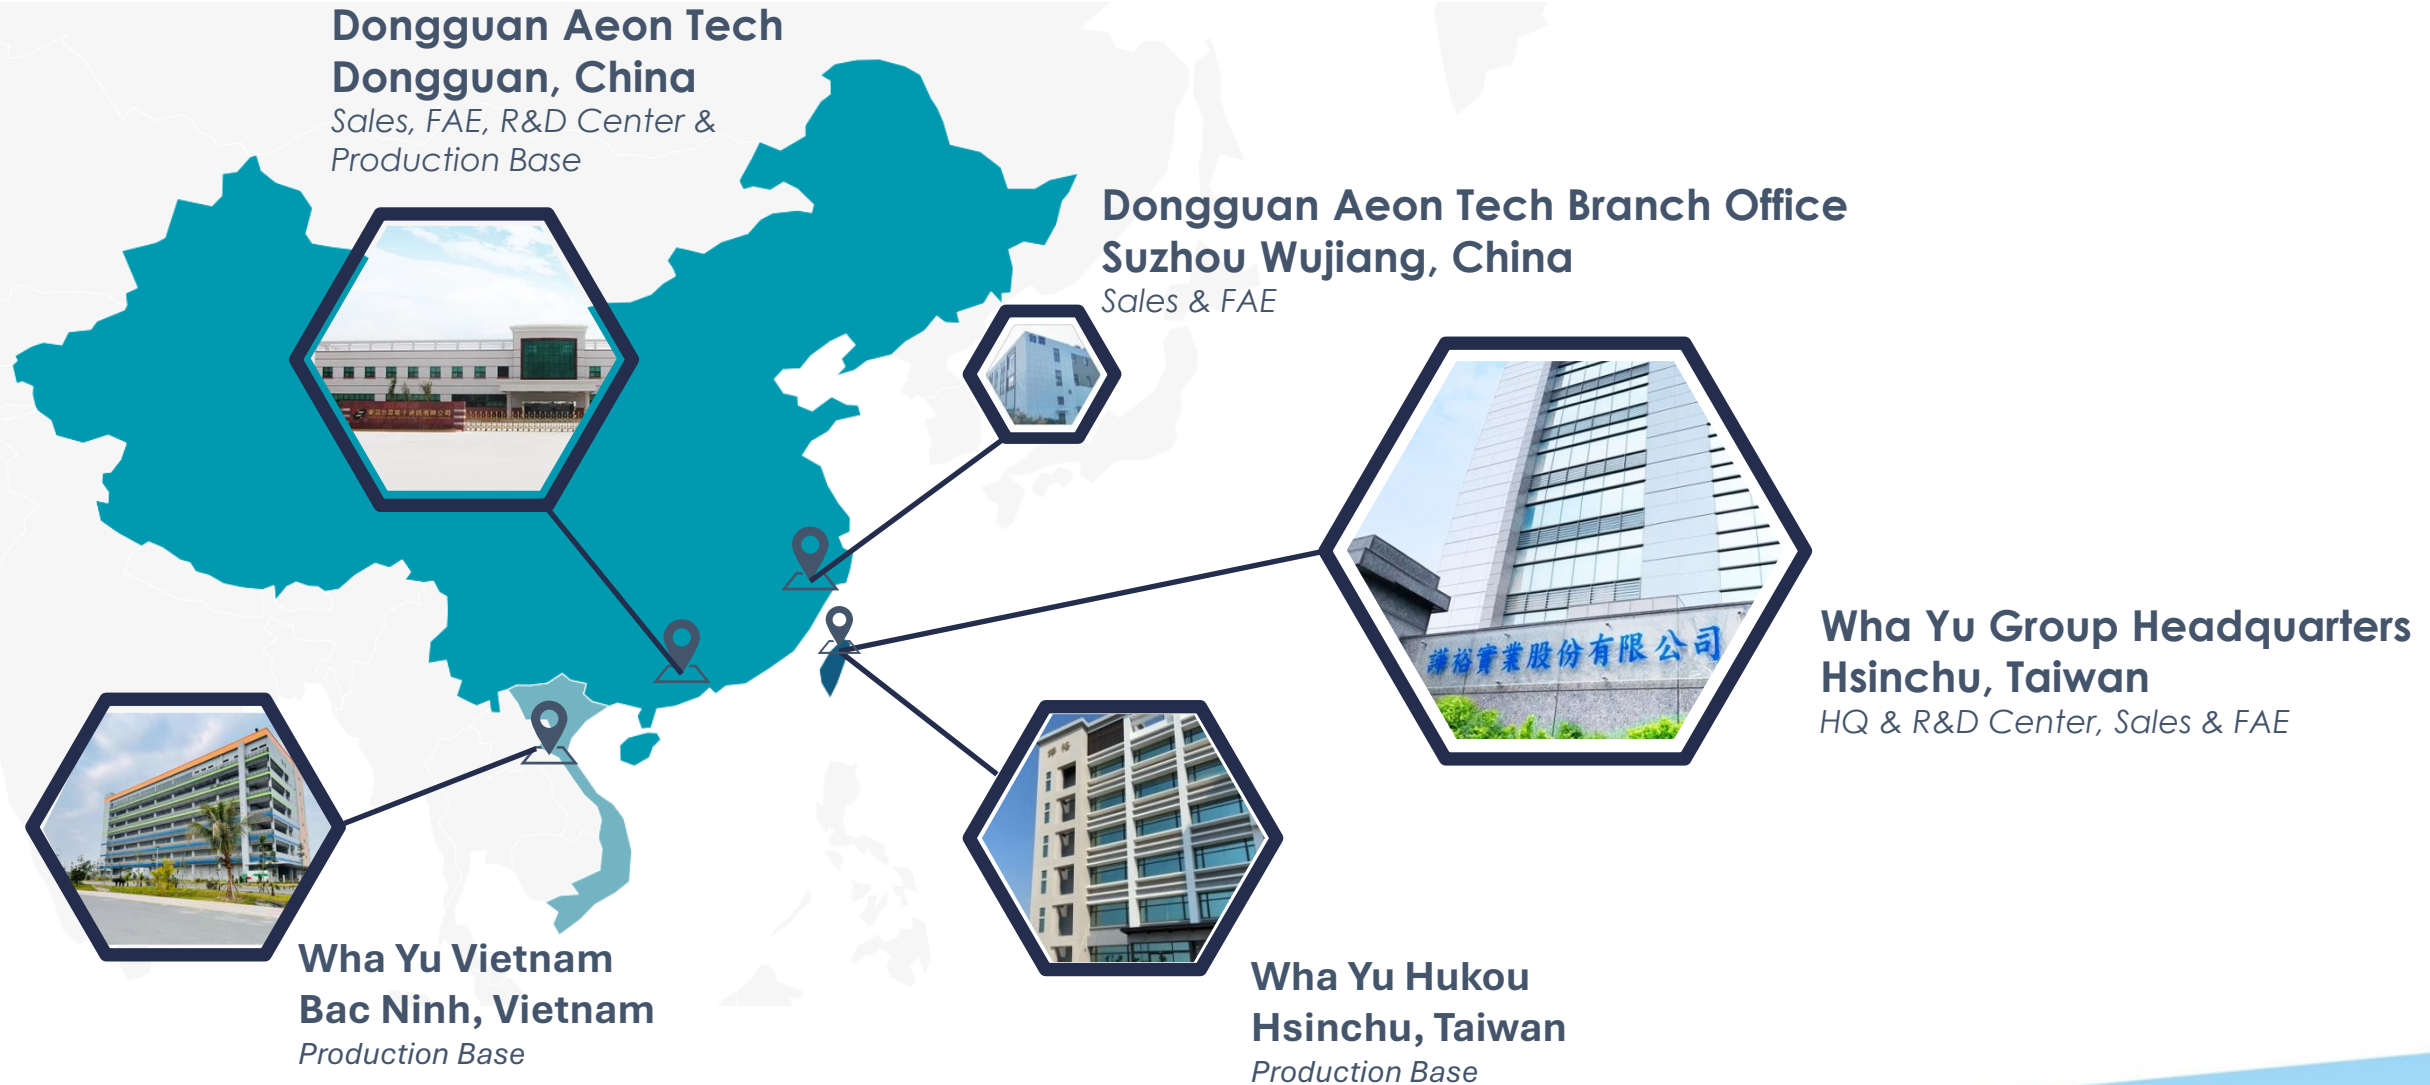 Dongguan Aeon Tech
Dongguan, China
Sales, FAE, R&D Center &
Production Base
Dongguan Aeon Tech Branch Office
Suzhou Wujiang, China
Sales & FAE
譁裕實業股份有限公司
Wha Yu Group Headquarters
Hsinchu, Taiwan
HQ & R&D Center, Sales & FAE
Wha Yu Vietnam
Bac Ninh, Vietnam
Production Base
Wha Yu Hukou
Hsinchu, Taiwan
Production Base